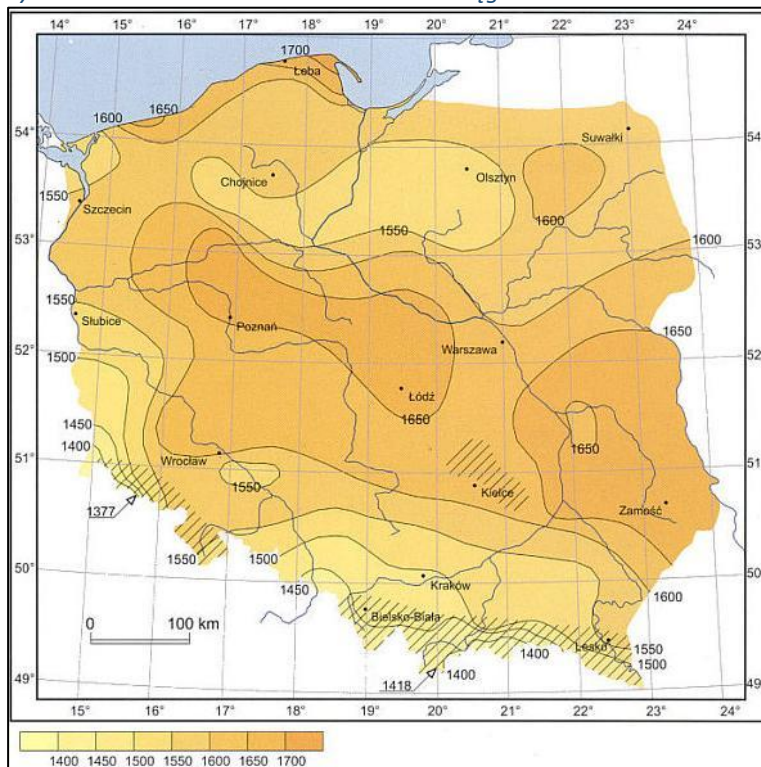 14° 15° 16° 17° 18° 19° 20° 21° 22° 23° 24°
1700
Łeba
1650
1600
54° 54
Suwałki
Chojnice
Olsztyn
1550
Szczecin
1600
1550
53° 53
1600
1550
Słubice
1650
Poznań
Warszawa
52° 52
1500
Łódź
1650
1450
1650
1400
Wrocław
51° 51
1550
Kielce
Zamość
1377
1550
1500
50° 50
1450
Kraków
1600
0 100 km
Bielsko-Biała
Lesko
1550
1400
1500
1400
1418
49° 49
15° 16° 17° 18° 19° 20° 21° 22° 23°
1400 1450 1500 1550 1600 1650 1700